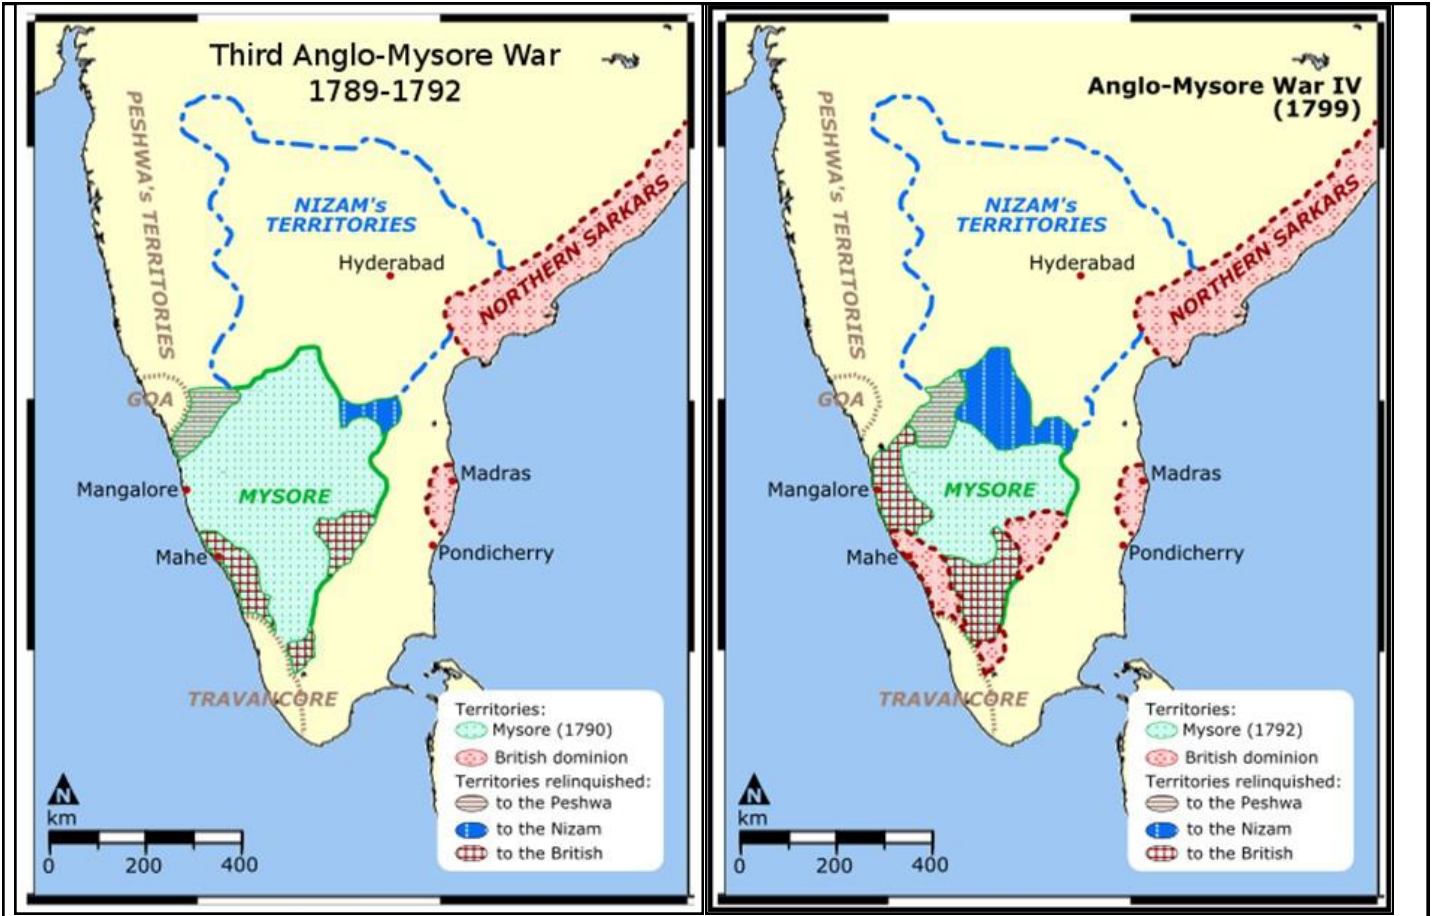 Third Anglo-Mysore War
1789-1792
PESHWA's TERRITORIES
NIZAM's
TERRITORIES
Hyderabad
NORTHERN SARKARS
GOA
Madras
Mangalore
MYSORE
Pondicherry
Mahe
TRAVANCORE
Territories:
Mysore (1790)
British dominion
Territories relinquished:
to the Peshwa
to the Nizam
to the British
N
km
0 200 400
Anglo-Mysore War IV
(1799)
PESHWA's TERRITORIES
NIZAM's
TERRITORIES
Hyderabad
NORTHERN SARKARS
GOA
Madras
Mangalore
MYSORE
Pondicherry
Mahe
TRAVANCORE
Territories:
Mysore (1792)
British dominion
Territories relinquished:
to the Peshwa
to the Nizam
to the British
N
km
0 200 400